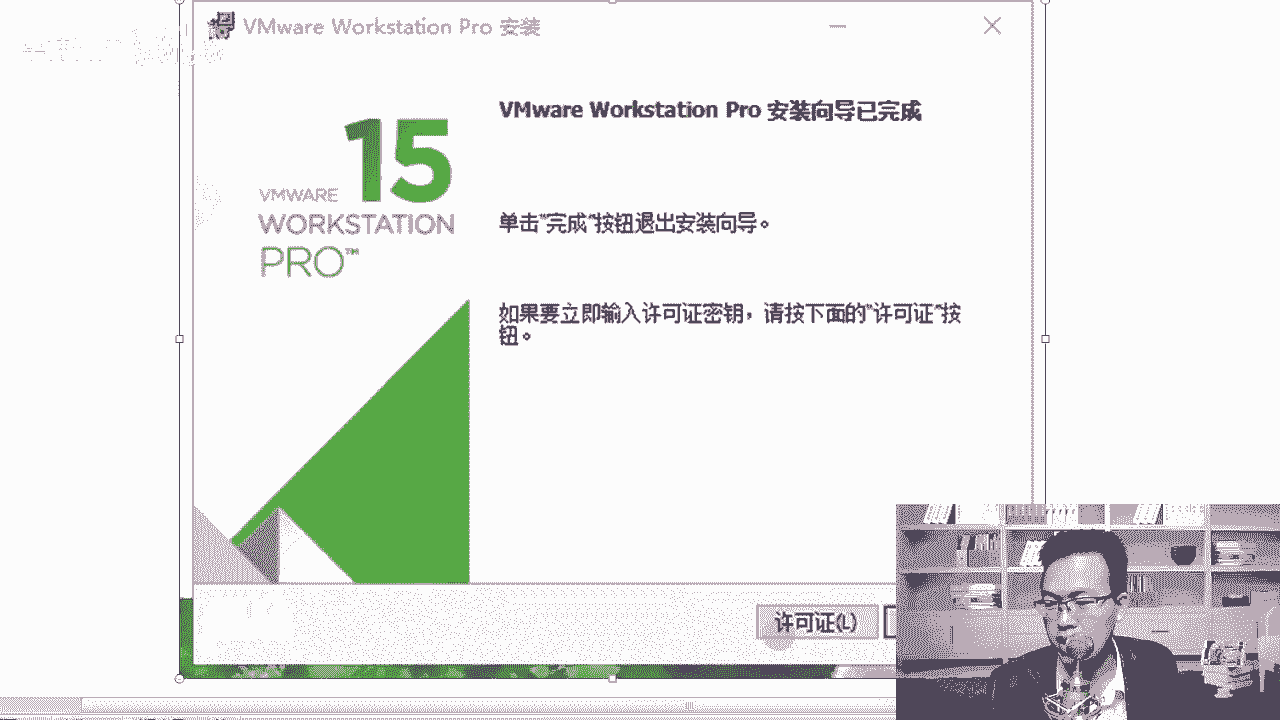 VMware Workstation Pro 安装
VMware Workstation Pro 安装向导已完成
15
VMWARE
WORKSTATION
PRO™
单击"完成"按钮退出安装向导。
如果要立即输入许可证密钥，请按下面的"许可证"按
钮。
许可证(L)